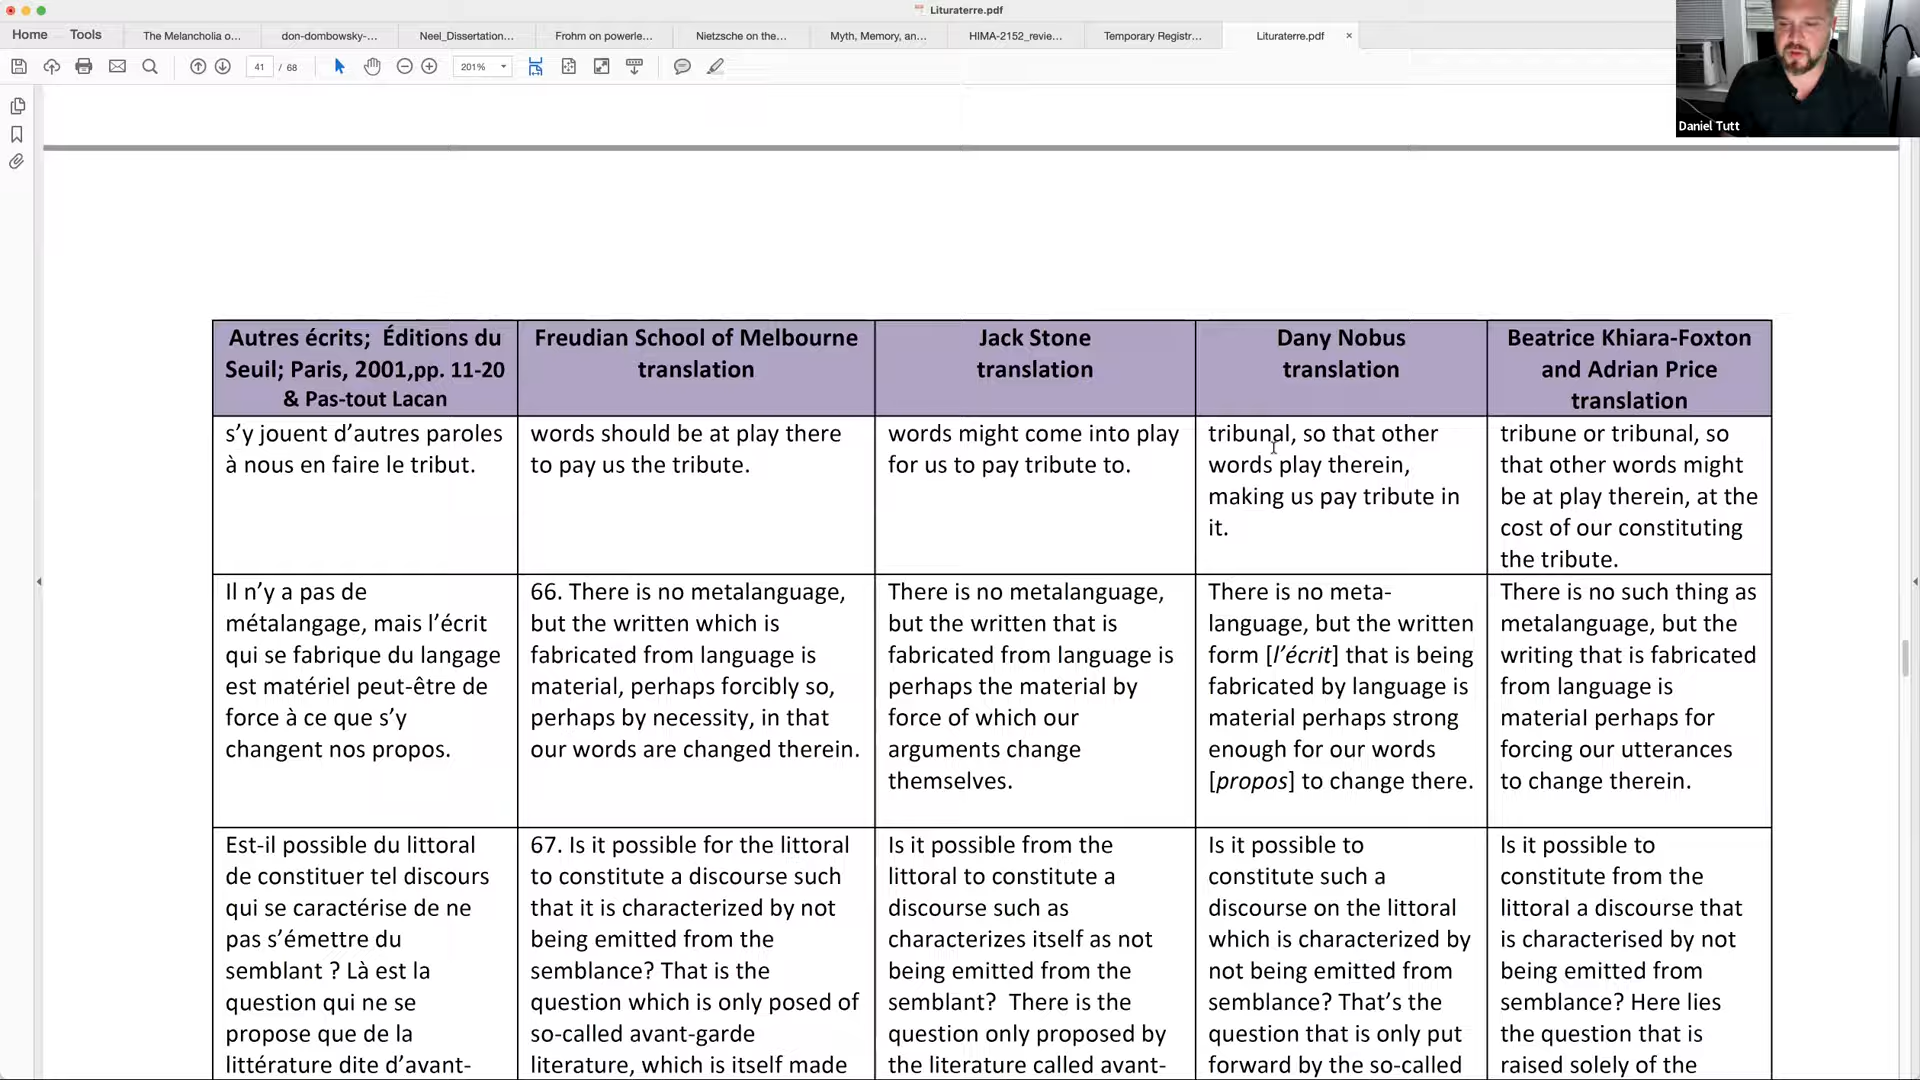 Lituraterre.pdf
Home
Tools
The Melancholia o...
don-dombowsky-...
Neel_Dissertation...
Frohm on powerle...
Nietzsche on the...
Myth, Memory, an...
HIMA-2152_revie...
Temporary Registr...
Lituraterre.pdf
41 / 68
201%
Daniel Tutt
Autres écrits; Éditions du
Seuil; Paris, 2001,pp. 11-20
& Pas-tout Lacan
Freudian School of Melbourne
translation
Jack Stone
translation
Dany Nobus
translation
Beatrice Khiara-Foxton
and Adrian Price
translation
s’y jouent d’autres paroles
à nous en faire le tribut.
words should be at play there
to pay us the tribute.
words might come into play
for us to pay tribute to.
tribunal, so that other
words play therein,
making us pay tribute in
it.
tribune or tribunal, so
that other words might
be at play therein, at the
cost of our constituting
the tribute.
Il n’y a pas de
métalangage, mais l’écrit
qui se fabrique du langage
est matériel peut-être de
force à ce que s’y
changent nos propos.
66. There is no metalanguage,
but the written which is
fabricated from language is
material, perhaps forcibly so,
perhaps by necessity, in that
our words are changed therein.
There is no metalanguage,
but the written that is
fabricated from language is
perhaps the material by
force of which our
arguments change
themselves.
There is no meta-
language, but the written
form [l’écrit] that is being
fabricated by language is
material perhaps strong
enough for our words
[propos] to change there.
There is no such thing as
metalanguage, but the
writing that is fabricated
from language is
material perhaps for
forcing our utterances
to change therein.
Est-il possible du littoral
de constituer tel discours
qui se caractérise de ne
pas s’émettre du
semblant ? Là est la
question qui ne se
propose que de la
littérature dite d’avant-
67. Is it possible for the littoral
to constitute a discourse such
that it is characterized by not
being emitted from the
semblance? That is the
question which is only posed of
so-called avant-garde
literature, which is itself made
Is it possible from the
littoral to constitute a
discourse such as
characterizes itself as not
being emitted from the
semblant? There is the
question only proposed by
the literature called avant-
Is it possible to
constitute such a
discourse on the littoral
which is characterized by
not being emitted from
semblance? That’s the
question that is only put
forward by the so-called
Is it possible to
constitute from the
littoral a discourse that
is characterised by not
being emitted from
semblance? Here lies
the question that is
raised solely of the